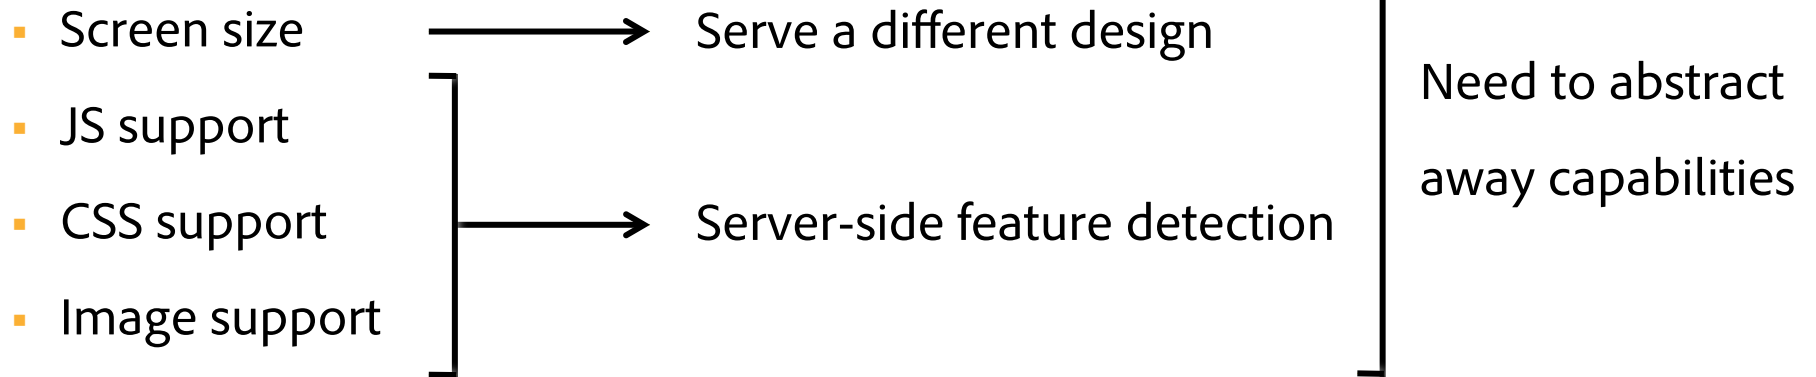 Screen size
Serve a different design
JS support
CSS support
Server-side feature detection
Image support
Need to abstract
away capabilities